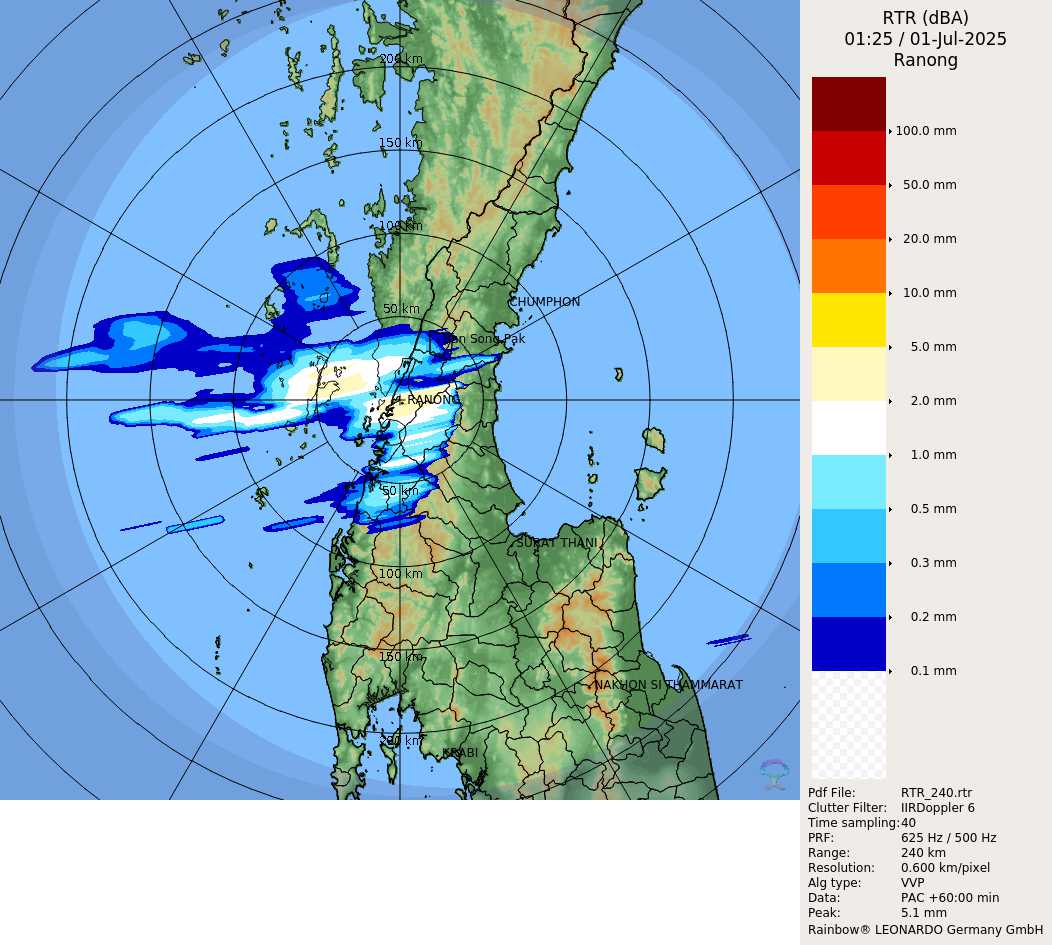 RTR (dBA)
01:25 / 01-Jul-2025
Ranong
100.0 mm
50.0 mm
20.0 mm
10.0 mm
5.0 mm
2.0 mm
1.0 mm
0.5 mm
0.3 mm
0.2 mm
0.1 mm
Pdf File: RTR_240.rtr
Clutter Filter: IIRDoppler 6
Time sampling: 40
PRF: 625 Hz / 500 Hz
Range: 240 km
Resolution: 0.600 km/pixel
Alg type: VVP
Data: PAC +60:00 min
Peak: 5.1 mm
Rainbow® LEONARDO Germany GmbH
200 km
150 km
100 km
CHUMPHON
50 km
Song Pak
RANONG
50 km
SURAT THANI
100 km
150 km
NAKHON SI THAMMARAT
200 km
KRABI